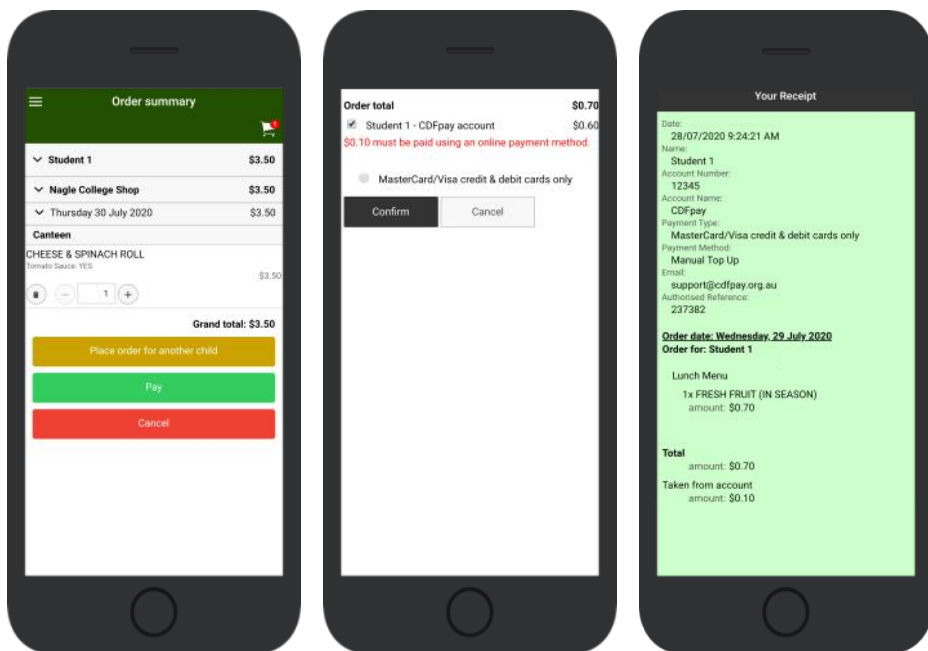 Order summary
1
Student 1 $3.50
Nagle College Shop $3.50
Thursday 30 July 2020 $3.50
Canteen
CHEESE & SPINACH ROLL
Tomato Sauce: YES
$3.50
1
Grand total: $3.50
Place order for another child
Pay
Cancel
Order total $0.70
Student 1 - CDFpay account $0.60
$0.10 must be paid using an online payment method.
MasterCard/Visa credit & debit cards only
Confirm Cancel
Your Receipt
Date:
28/07/2020 9:24:21 AM
Name:
Student 1
Account Number:
12345
Account Name:
CDFpay
Payment Type:
MasterCard/Visa credit & debit cards only
Payment Method:
Manual Top Up
Email:
support@cdfpay.org.au
Authorised Reference:
237382
Order date: Wednesday, 29 July 2020
Order for: Student 1
Lunch Menu
1x FRESH FRUIT (IN SEASON)
amount: $0.70
Total
amount: $0.70
Taken from account
amount: $0.10